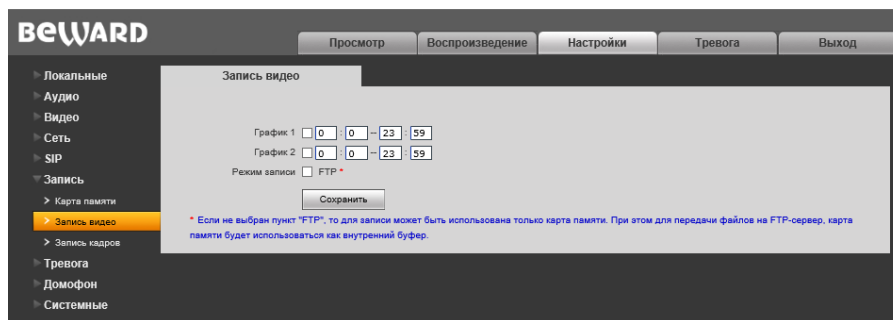 BEWARD
Просмотр Воспроизведение Настройки Тревога Выход
Локальные
Аудио
Видео
Сеть
SIP
Запись
Карта памяти
Запись видео
Запись кадров
Тревога
Домофон
Системные
Запись видео
График 1 0 : 0 -- 23 : 59
График 2 0 : 0 -- 23 : 59
Режим записи FTP *
Сохранить
* Если не выбран пункт "FTP", то для записи может быть использована только карта памяти. При этом для передачи файлов на FTP-сервер, карта
памяти будет использоваться как внутренний буфер.